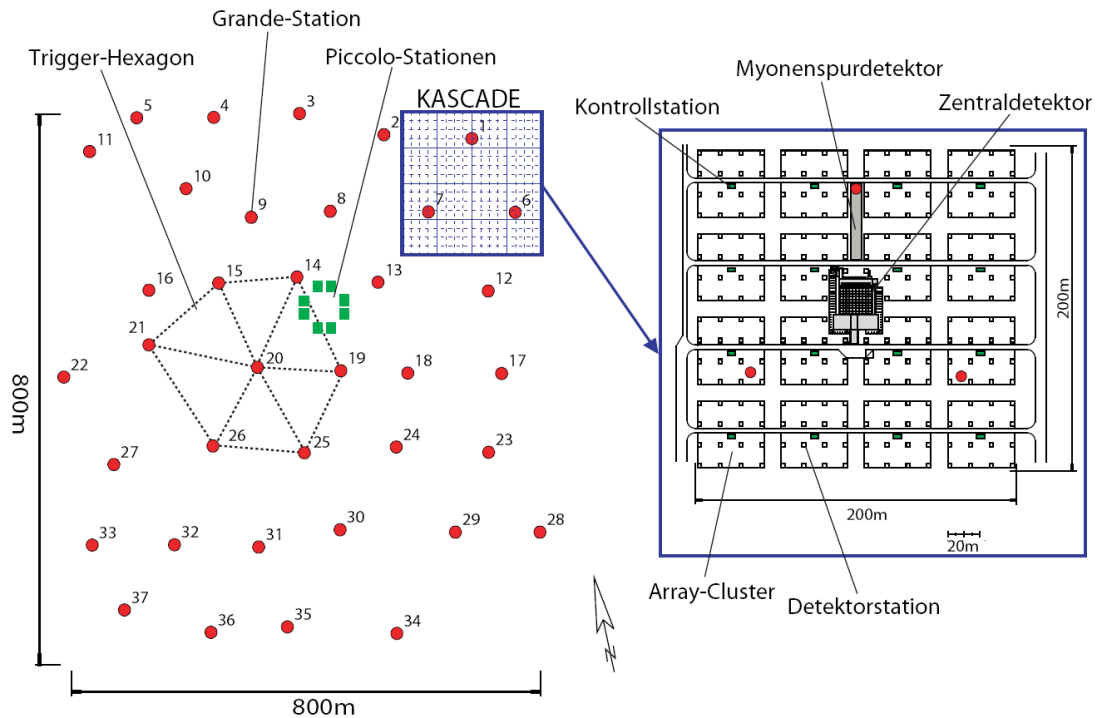 Grande-Station
Trigger-Hexagon
Piccolo-Stationen
KASCADE
Myonenspurdetektor
Kontrollstation
Zentraldetektor
5
4
3
2
1
11
10
9
8
7
6
16
15
14
13
12
21
20
19
18
17
22
26
25
24
23
27
33
32
31
30
29
28
37
36
35
34
800m
800m
200m
200m
20m
Array-Cluster
Detektorstation
N